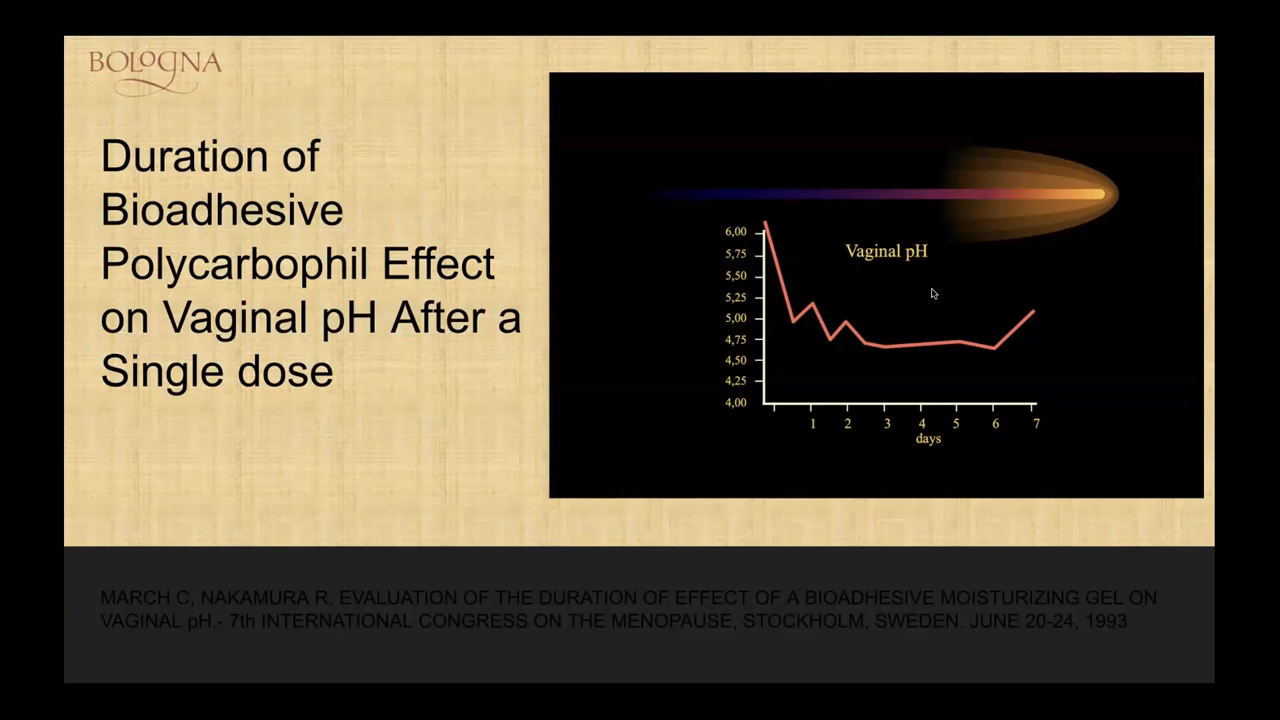 BOLOGNA
Duration of
Bioadhesive
Polycarbophil Effect
on Vaginal pH After a
Single dose
Vaginal pH
6,00
5,75
5,50
5,25
5,00
4,75
4,50
4,25
4,00
1 2 3 4 5 6 7
days
MARCH C, NAKAMURA R. EVALUATION OF THE DURATION OF EFFECT OF A BIOADHESIVE MOISTURIZING GEL ON
VAGINAL pH.- 7th INTERNATIONAL CONGRESS ON THE MENOPAUSE, STOCKHOLM, SWEDEN. JUNE 20-24, 1993